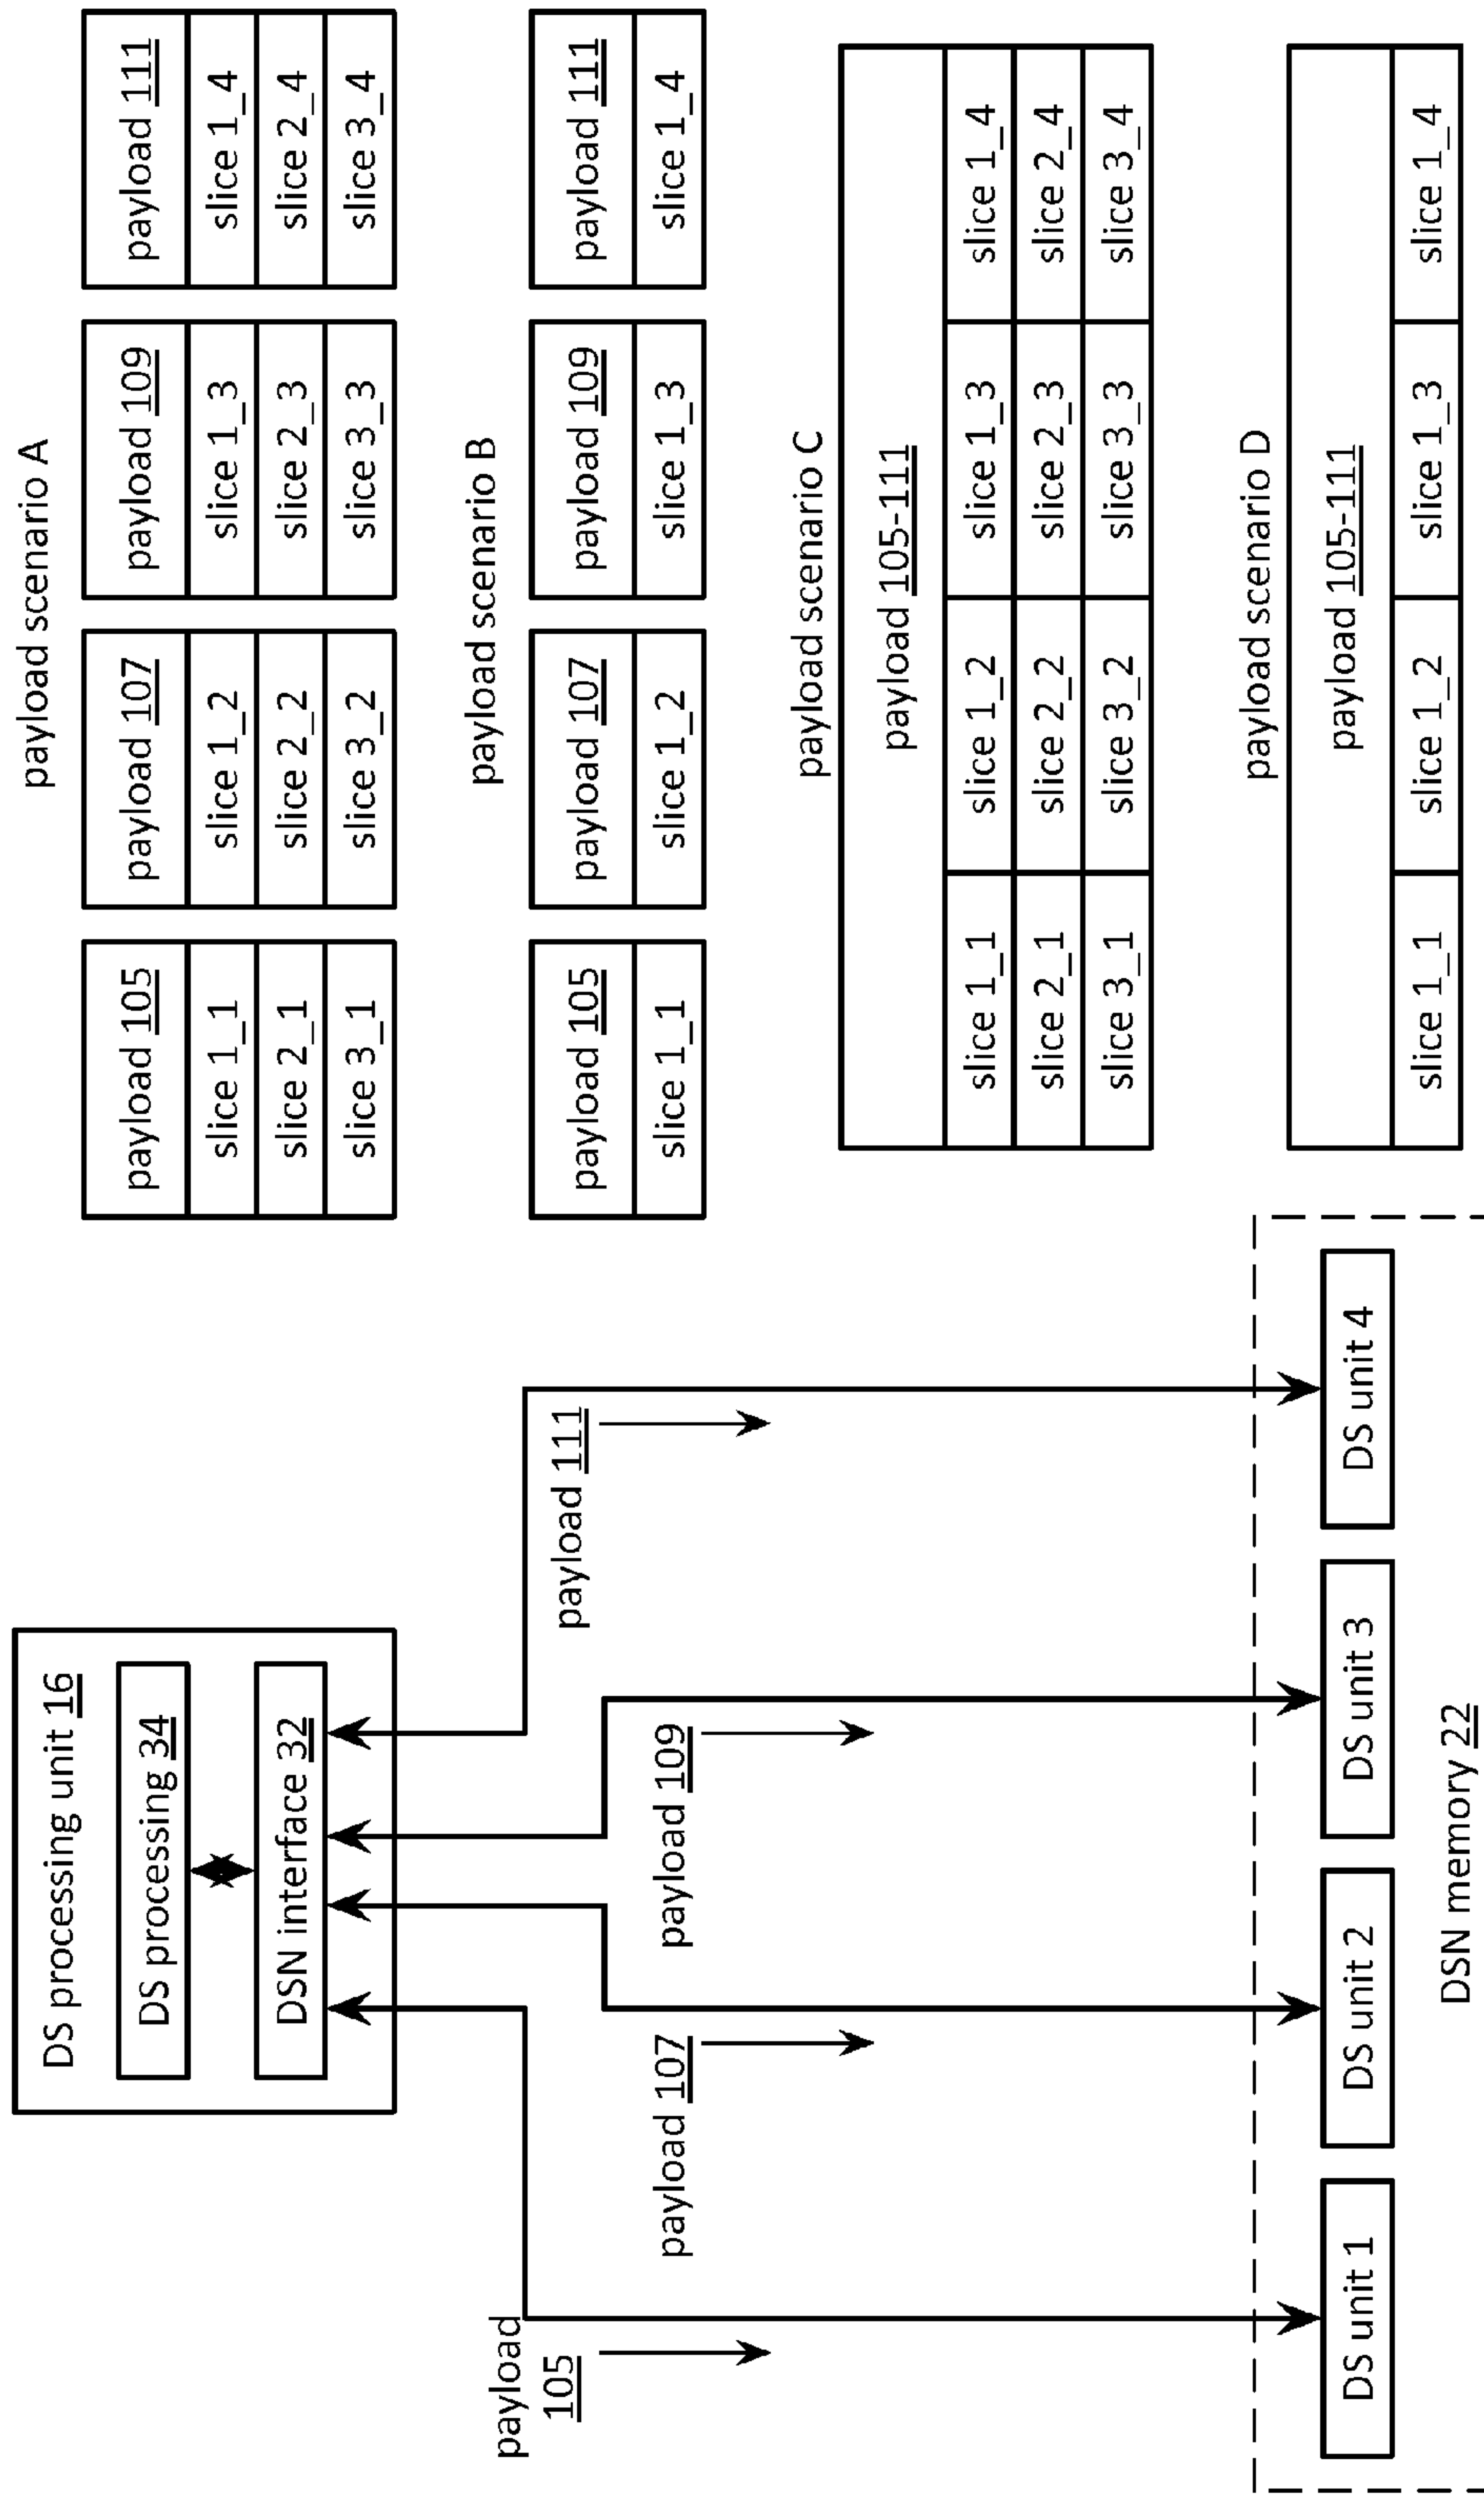 DS processing unit 16
DS processing 34
DSN interface 32
payload
105
payload 107
payload 109
payload 111
DS unit 1
DS unit 2
DS unit 3
DS unit 4
DSN memory 22
payload scenario A
payload 105
payload 107
payload 109
payload 111
slice 1_1
slice 1_2
slice 1_3
slice 1_4
slice 2_1
slice 2_2
slice 2_3
slice 2_4
slice 3_1
slice 3_2
slice 3_3
slice 3_4
payload scenario B
payload 105
payload 107
payload 109
payload 111
slice 1_1
slice 1_2
slice 1_3
slice 1_4
payload scenario C
payload 105-111
slice 1_1
slice 1_2
slice 1_3
slice 1_4
slice 2_1
slice 2_2
slice 2_3
slice 2_4
slice 3_1
slice 3_2
slice 3_3
slice 3_4
payload scenario D
payload 105-111
slice 1_1
slice 1_2
slice 1_3
slice 1_4